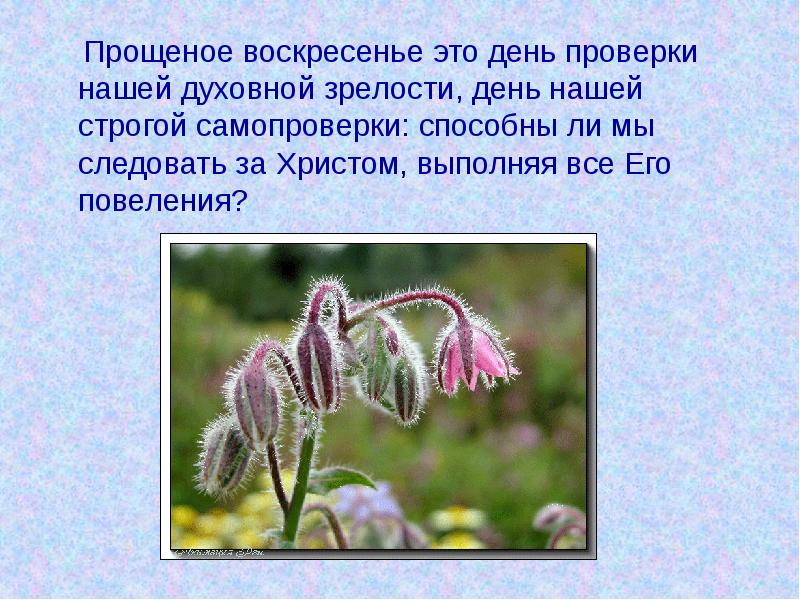 Прощеное воскресенье это день проверки
нашей духовной зрелости, день нашей
строгой самопроверки: способны ли мы
следовать за Христом, выполняя все Его
повеления?